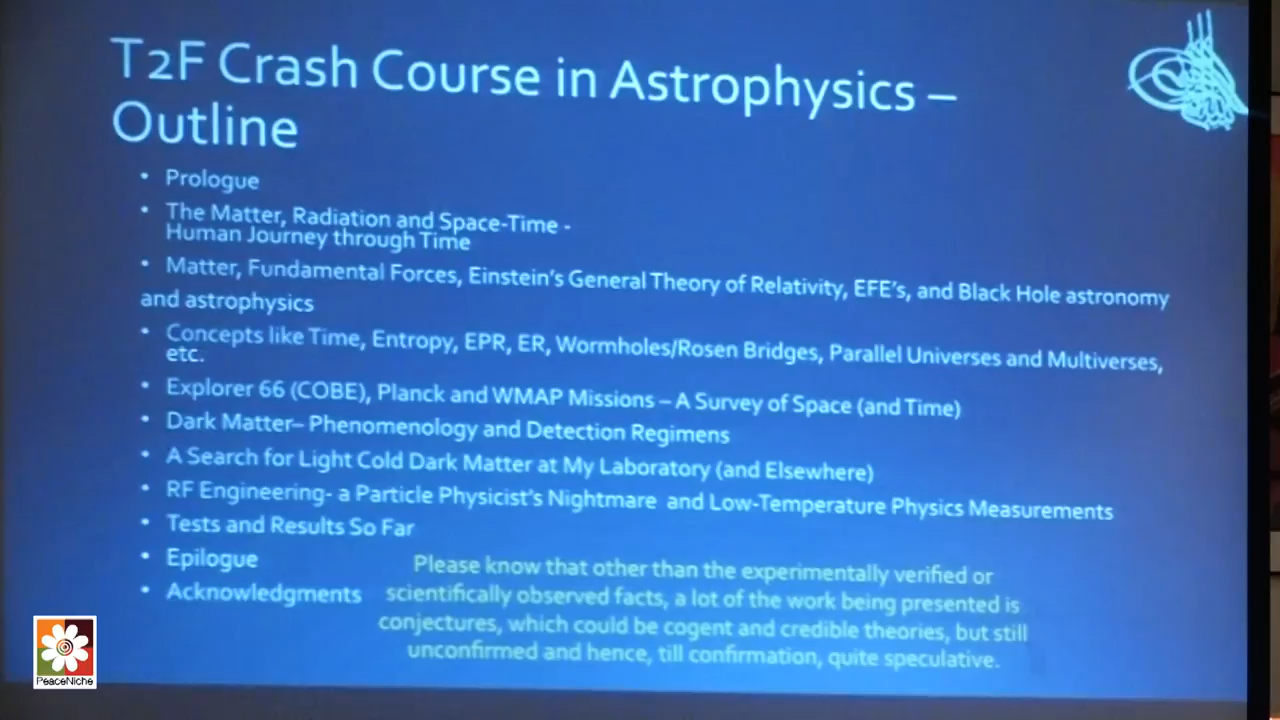 T2F Crash Course in Astrophysics –
Outline
• Prologue
• The Matter, Radiation and Space-Time -
Human Journey through Time
• Matter, Fundamental Forces, Einstein's General Theory of Relativity, EFE's, and Black Hole astronomy
and astrophysics
• Concepts like Time, Entropy, EPR, ER, Wormholes/Rosen Bridges, Parallel Universes and Multiverses,
etc.
• Explorer 66 (COBE), Planck and WMAP Missions – A Survey of Space (and Time)
• Dark Matter– Phenomenology and Detection Regimens
• A Search for Light Cold Dark Matter at My Laboratory (and Elsewhere)
• RF Engineering- a Particle Physicist's Nightmare and Low-Temperature Physics Measurements
• Tests and Results So Far
• Epilogue
• Acknowledgments
Please know that other than the experimentally verified or
scientifically observed facts, a lot of the work being presented is
conjectures, which could be cogent and credible theories, but still
unconfirmed and hence, till confirmation, quite speculative.
PeaceNiche